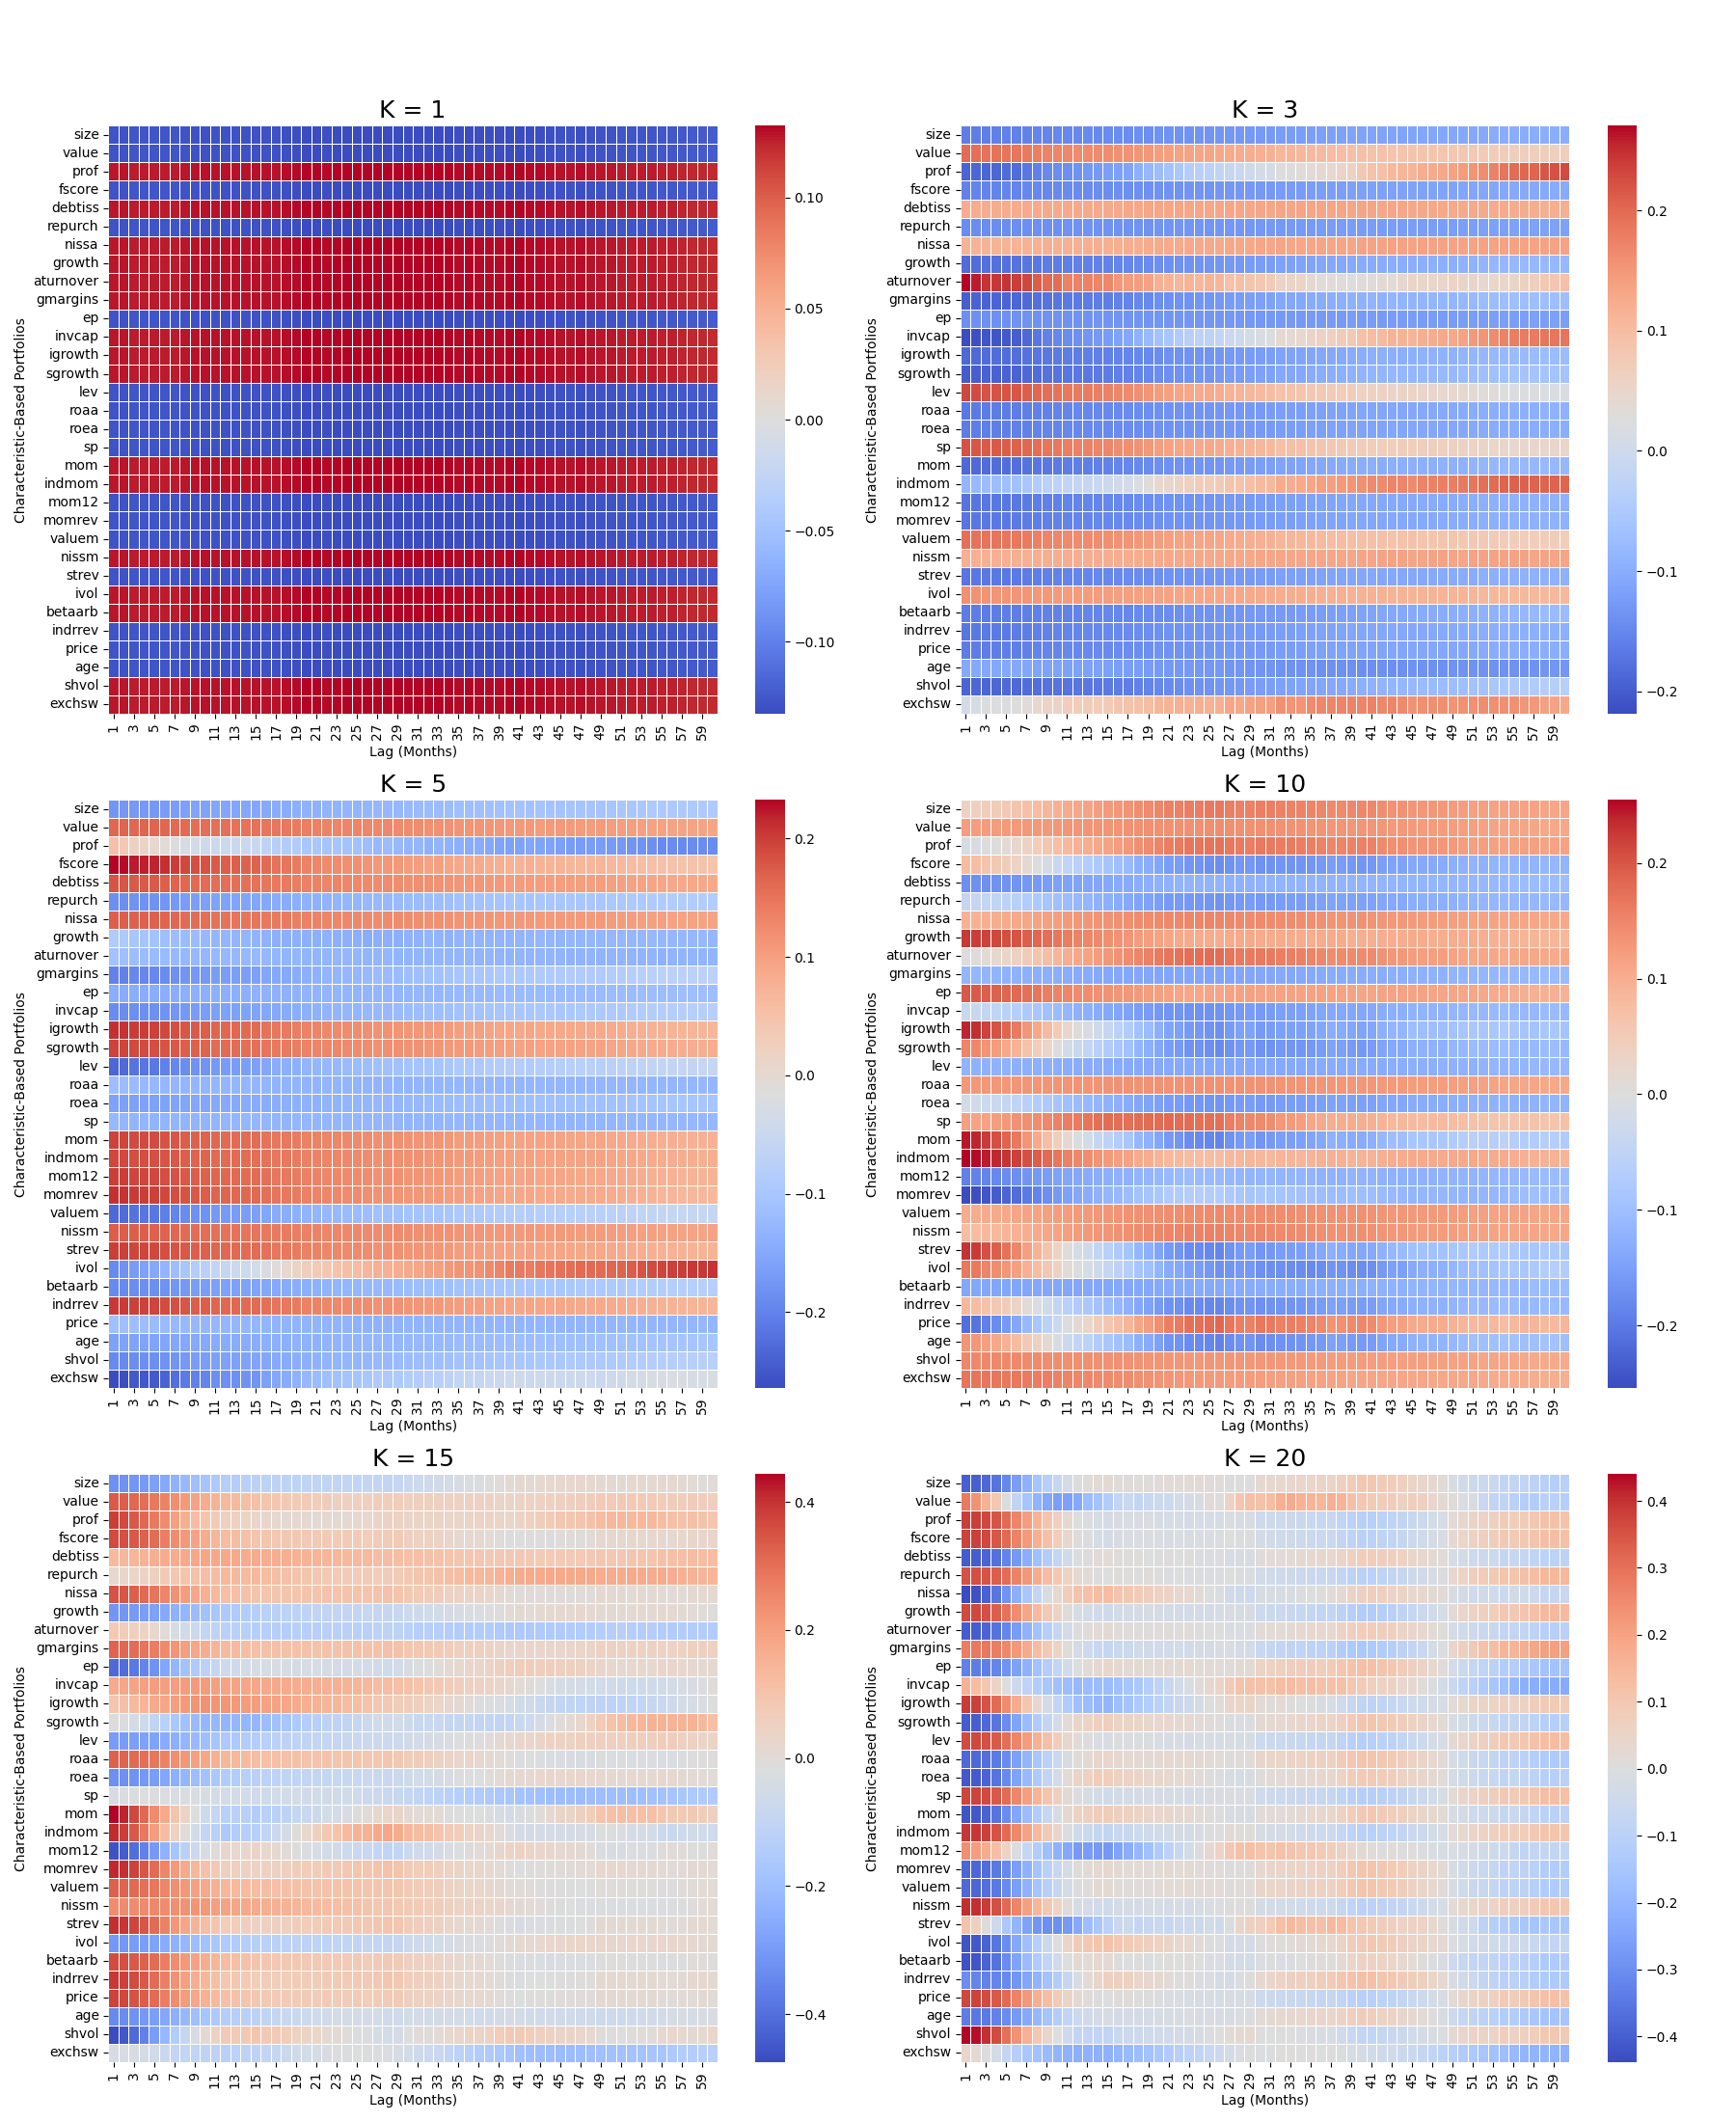 K = 1
size
value
prof
fscore
debtiss
repurch
nissa
growth
aturnover
gmargins
ep
invcap
igrowth
sgrowth
lev
roaa
roea
sp
mom
indmom
mom12
momrev
valuem
nissm
strev
ivol
betaarb
indrrev
price
age
shvol
exchsw
Characteristic-Based Portfolios
1 3 5 7 9 11 13 15 17 19 21 23 25 27 29 31 33 35 37 39 41 43 45 47 49 51 53 55 57 59
Lag (Months)
0.10
0.05
0.00
−0.05
−0.10
K = 3
size
value
prof
fscore
debtiss
repurch
nissa
growth
aturnover
gmargins
ep
invcap
igrowth
sgrowth
lev
roaa
roea
sp
mom
indmom
mom12
momrev
valuem
nissm
strev
ivol
betaarb
indrrev
price
age
shvol
exchsw
Characteristic-Based Portfolios
1 3 5 7 9 11 13 15 17 19 21 23 25 27 29 31 33 35 37 39 41 43 45 47 49 51 53 55 57 59
Lag (Months)
0.2
0.1
0.0
−0.1
−0.2
K = 5
size
value
prof
fscore
debtiss
repurch
nissa
growth
aturnover
gmargins
ep
invcap
igrowth
sgrowth
lev
roaa
roea
sp
mom
indmom
mom12
momrev
valuem
nissm
strev
ivol
betaarb
indrrev
price
age
shvol
exchsw
Characteristic-Based Portfolios
1 3 5 7 9 11 13 15 17 19 21 23 25 27 29 31 33 35 37 39 41 43 45 47 49 51 53 55 57 59
Lag (Months)
0.2
0.1
0.0
−0.1
−0.2
K = 10
size
value
prof
fscore
debtiss
repurch
nissa
growth
aturnover
gmargins
ep
invcap
igrowth
sgrowth
lev
roaa
roea
sp
mom
indmom
mom12
momrev
valuem
nissm
strev
ivol
betaarb
indrrev
price
age
shvol
exchsw
Characteristic-Based Portfolios
1 3 5 7 9 11 13 15 17 19 21 23 25 27 29 31 33 35 37 39 41 43 45 47 49 51 53 55 57 59
Lag (Months)
0.2
0.1
0.0
−0.1
−0.2
K = 15
size
value
prof
fscore
debtiss
repurch
nissa
growth
aturnover
gmargins
ep
invcap
igrowth
sgrowth
lev
roaa
roea
sp
mom
indmom
mom12
momrev
valuem
nissm
strev
ivol
betaarb
indrrev
price
age
shvol
exchsw
Characteristic-Based Portfolios
1 3 5 7 9 11 13 15 17 19 21 23 25 27 29 31 33 35 37 39 41 43 45 47 49 51 53 55 57 59
Lag (Months)
0.4
0.2
0.0
−0.2
−0.4
K = 20
size
value
prof
fscore
debtiss
repurch
nissa
growth
aturnover
gmargins
ep
invcap
igrowth
sgrowth
lev
roaa
roea
sp
mom
indmom
mom12
momrev
valuem
nissm
strev
ivol
betaarb
indrrev
price
age
shvol
exchsw
Characteristic-Based Portfolios
1 3 5 7 9 11 13 15 17 19 21 23 25 27 29 31 33 35 37 39 41 43 45 47 49 51 53 55 57 59
Lag (Months)
0.4
0.3
0.2
0.1
0.0
−0.1
−0.2
−0.3
−0.4